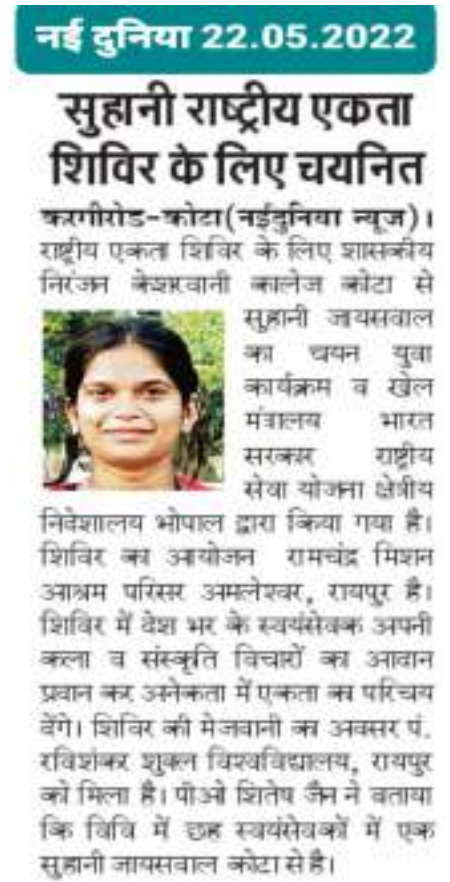 नई दुनिया 22.05.2022
सुहानी राष्ट्रीय एकता
शिविर के लिए चयनित
करगीरोड-कोटा(नईदुनिया न्यूज)।
राष्ट्रीय एकता शिविर के लिए शासकीय
निरंजन केशरवानी कालेज कोटा से
सुहानी जायसवाल
का चयन युवा
कार्यक्रम व खेल
मंत्रालय भारत
सरकार राष्ट्रीय
सेवा योजना क्षेत्रीय
निदेशालय भोपाल द्वारा किया गया है।
शिविर का आयोजन रामचंद्र मिशन
आश्रम परिसर अमलेश्वर, रायपुर है।
शिविर में देश भर के स्वयंसेवक अपनी
कला व संस्कृति विचारों का आदान
प्रदान कर अनेकता में एकता का परिचय
देंगे। शिविर की मेजबानी का अवसर पं.
रविशंकर शुक्ल विश्वविद्यालय, रायपुर
को मिला है। पीओ शितेष जैन ने बताया
कि विवि में छह स्वयंसेवकों में एक
सुहानी जायसवाल कोटा से है।